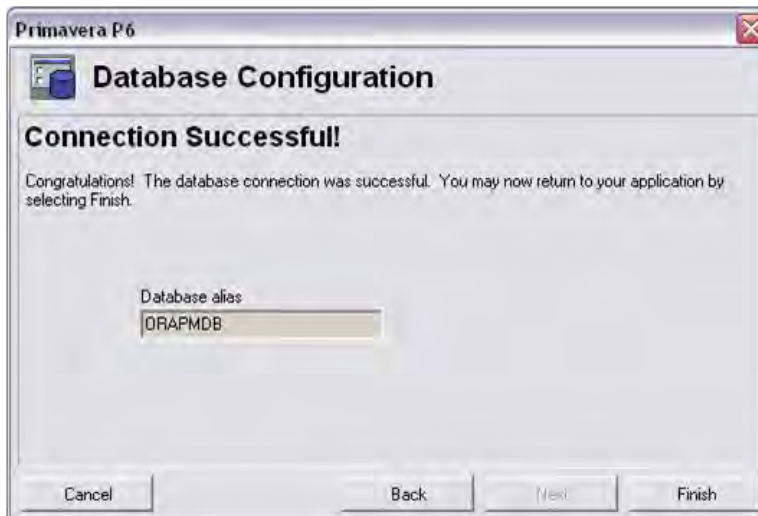 Primavera P6
Database Configuration
Connection Successful!
Congratulations! The database connection was successful. You may now return to your application by
selecting Finish.
Database alias
ORAPMDB
Cancel
Back
Next
Finish